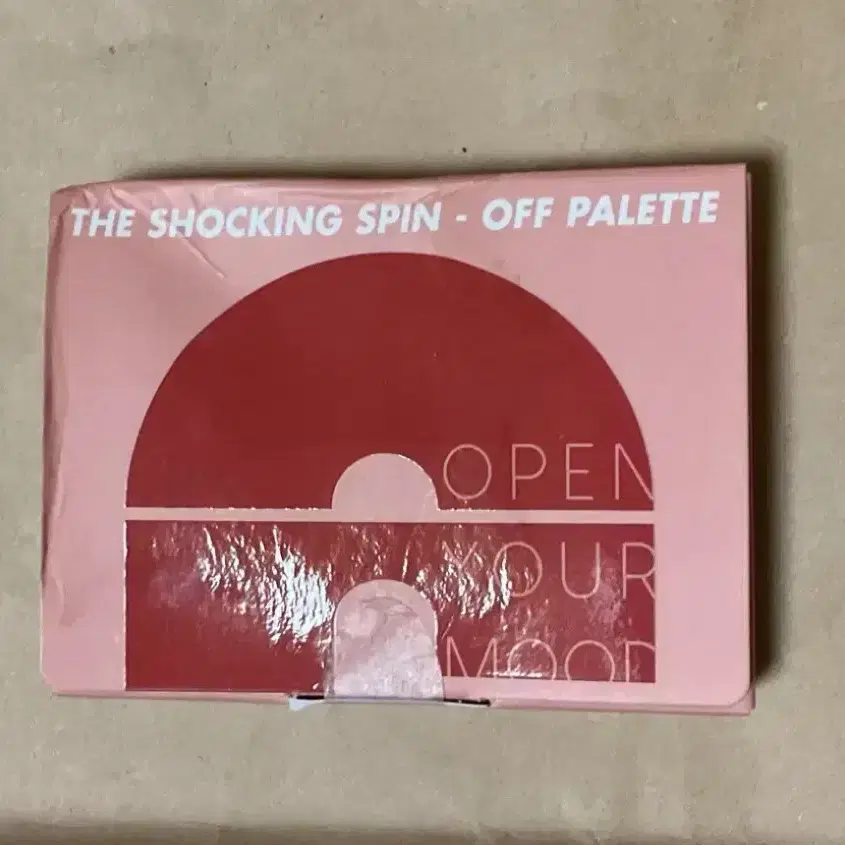 THE SHOCKING SPIN - OFF PALETTE
OPEN
YOUR
MOOD